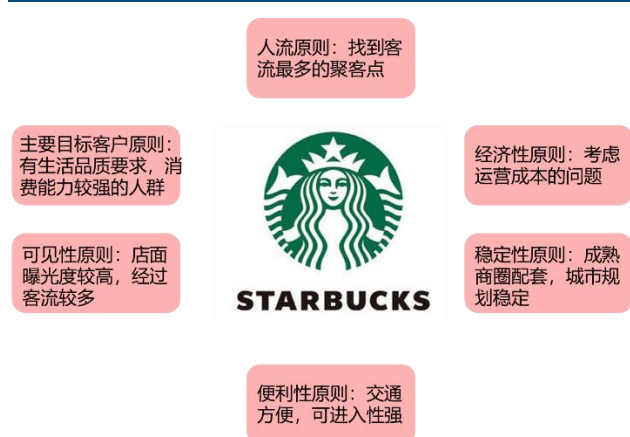 人流原则：找到客
流最多的聚客点
主要目标客户原则：
有生活品质要求，消
费能力较强的人群
经济性原则：考虑
运营成本的问题
可见性原则：店面
曝光度较高，经过
客流较多
稳定性原则：成熟
商圈配套，城市规
划稳定
STARBUCKS
便利性原则：交通
方便，可进入性强